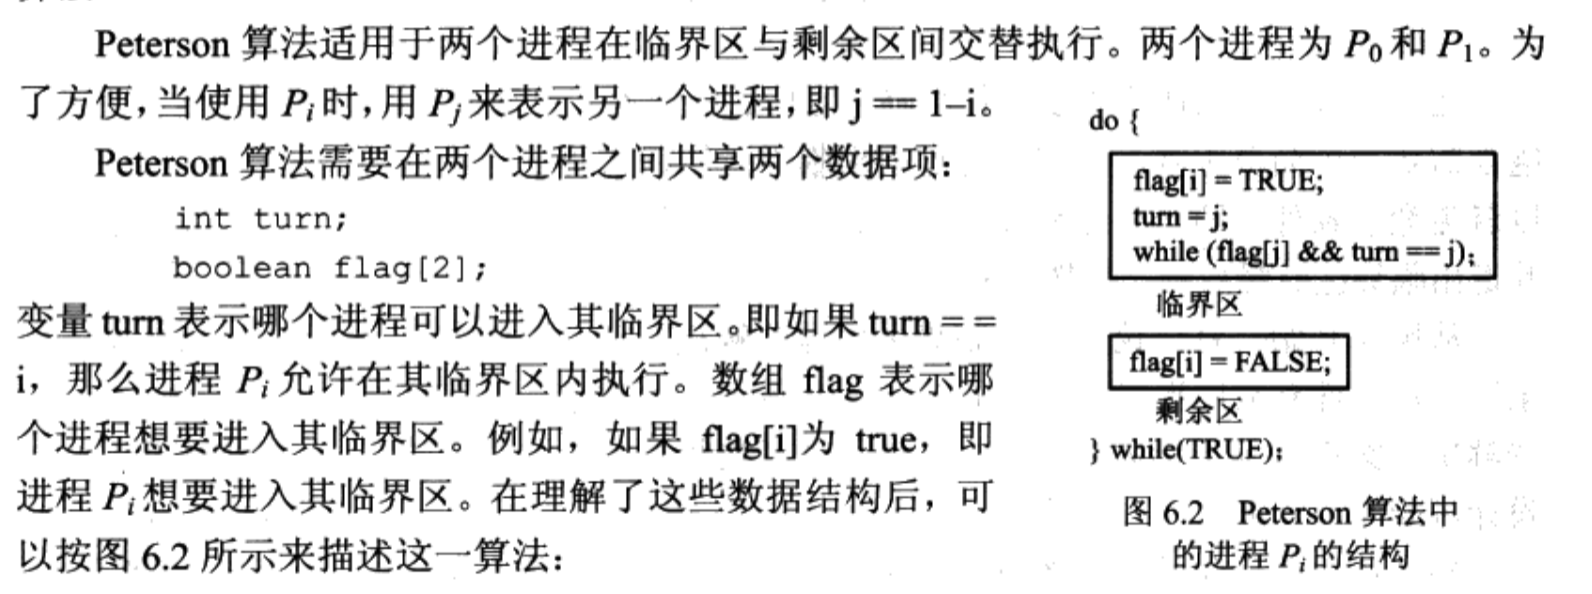 Peterson 算法适用于两个进程在临界区与剩余区间交替执行。两个进程为 P0 和 P1。为
了方便,当使用 Pi 时,用 Pj 来表示另一个进程,即 j == 1–i。
Peterson 算法需要在两个进程之间共享两个数据项:
int turn;
boolean flag[2];
变量 turn 表示哪个进程可以进入其临界区。即如果 turn = =
i,那么进程 Pi 允许在其临界区内执行。数组 flag 表示哪
个进程想要进入其临界区。例如,如果 flag[i]为 true,即
进程 Pi 想要进入其临界区。在理解了这些数据结构后,可
以按图 6.2 所示来描述这一算法:
do {
flag[i] = TRUE;
turn = j;
while (flag[j] && turn == j);
临界区
flag[i] = FALSE;
剩余区
} while(TRUE);
图 6.2 Peterson 算法中
的进程 Pi 的结构